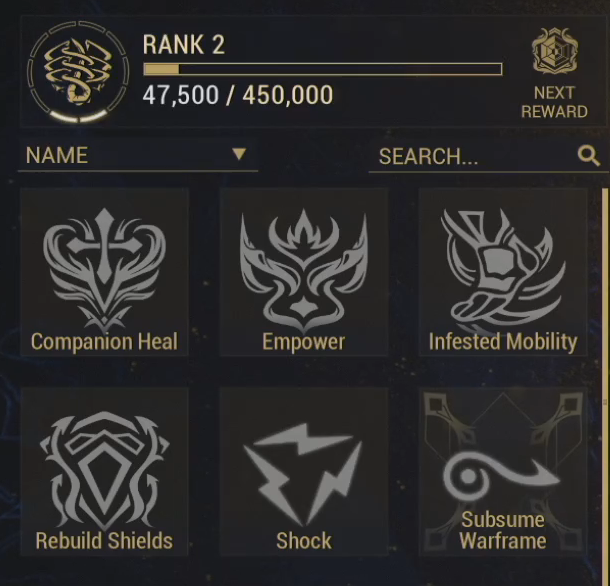 RANK 2
47,500 / 450,000
NEXT
REWARD
NAME
SEARCH...
Companion Heal
Empower
Infested Mobility
Rebuild Shields
Shock
Subsume
Warframe